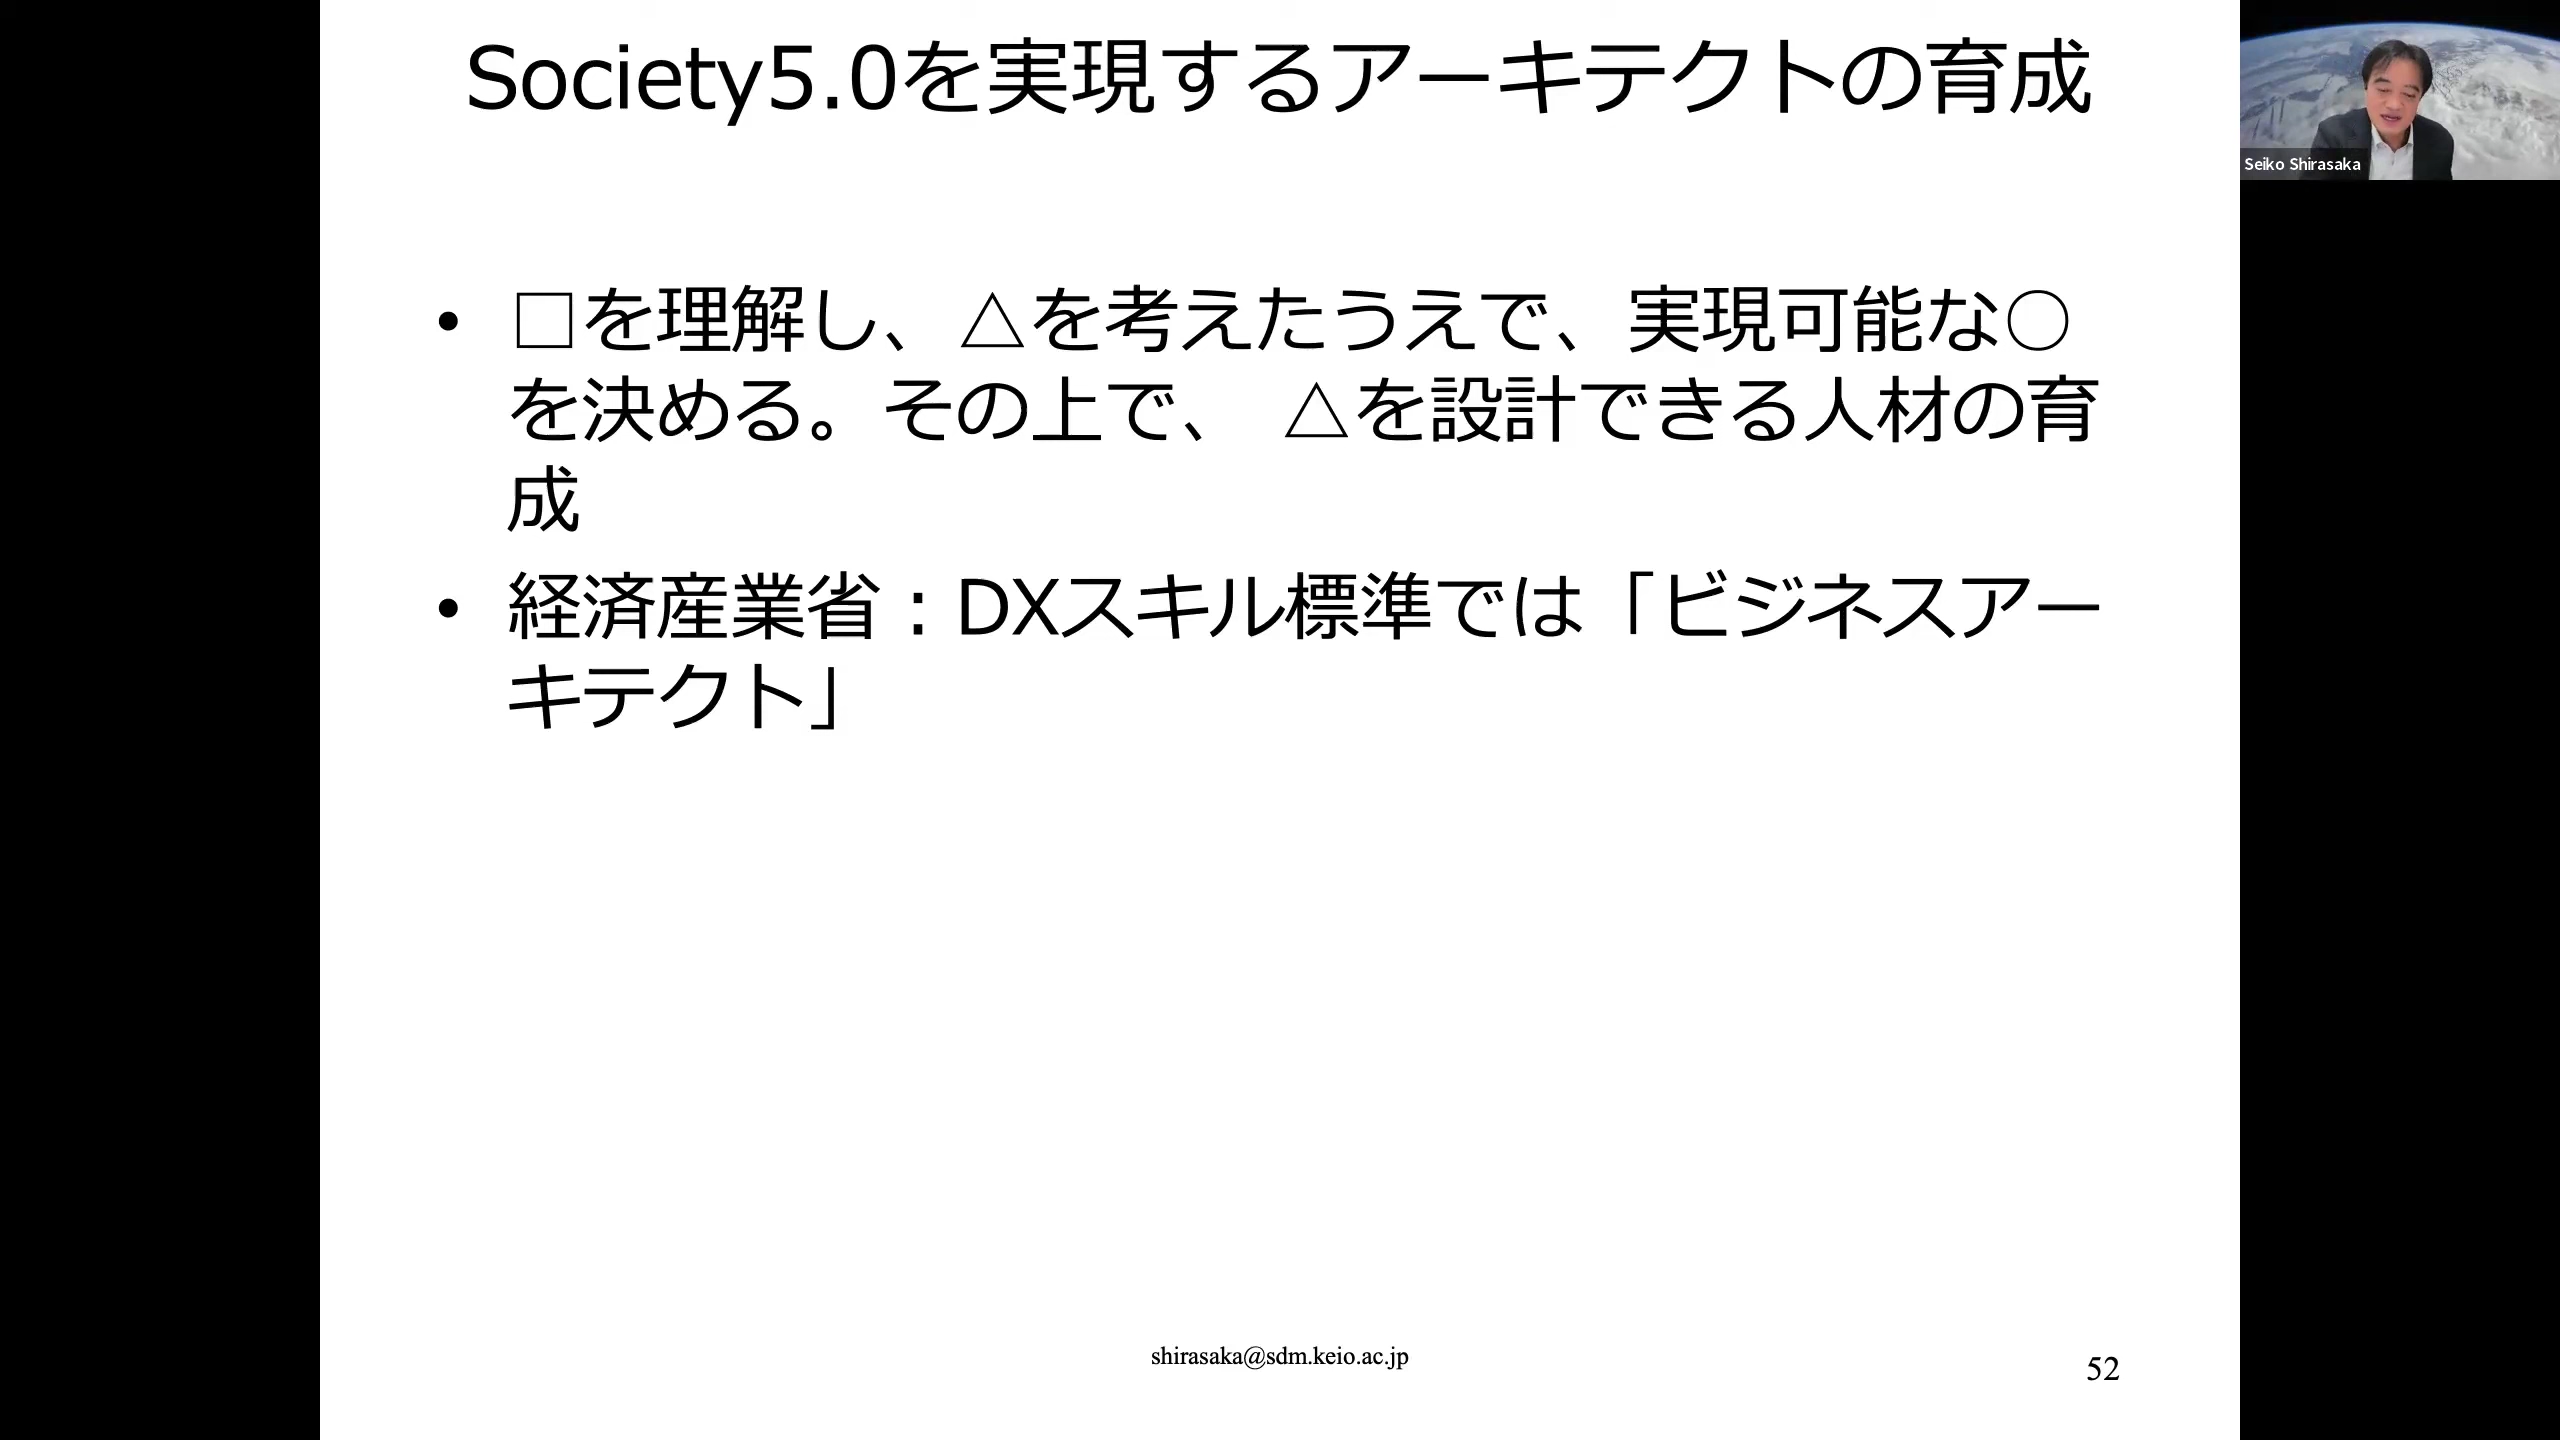 Society5.0を実現するアーキテクトの育成
Seiko Shirasaka
• □を理解し、△を考えたうえで、実現可能な○
を決める。その上で、 △を設計できる人材の育
成
• 経済産業省：DXスキル標準では「ビジネスアー
キテクト」
shirasaka@sdm.keio.ac.jp
52